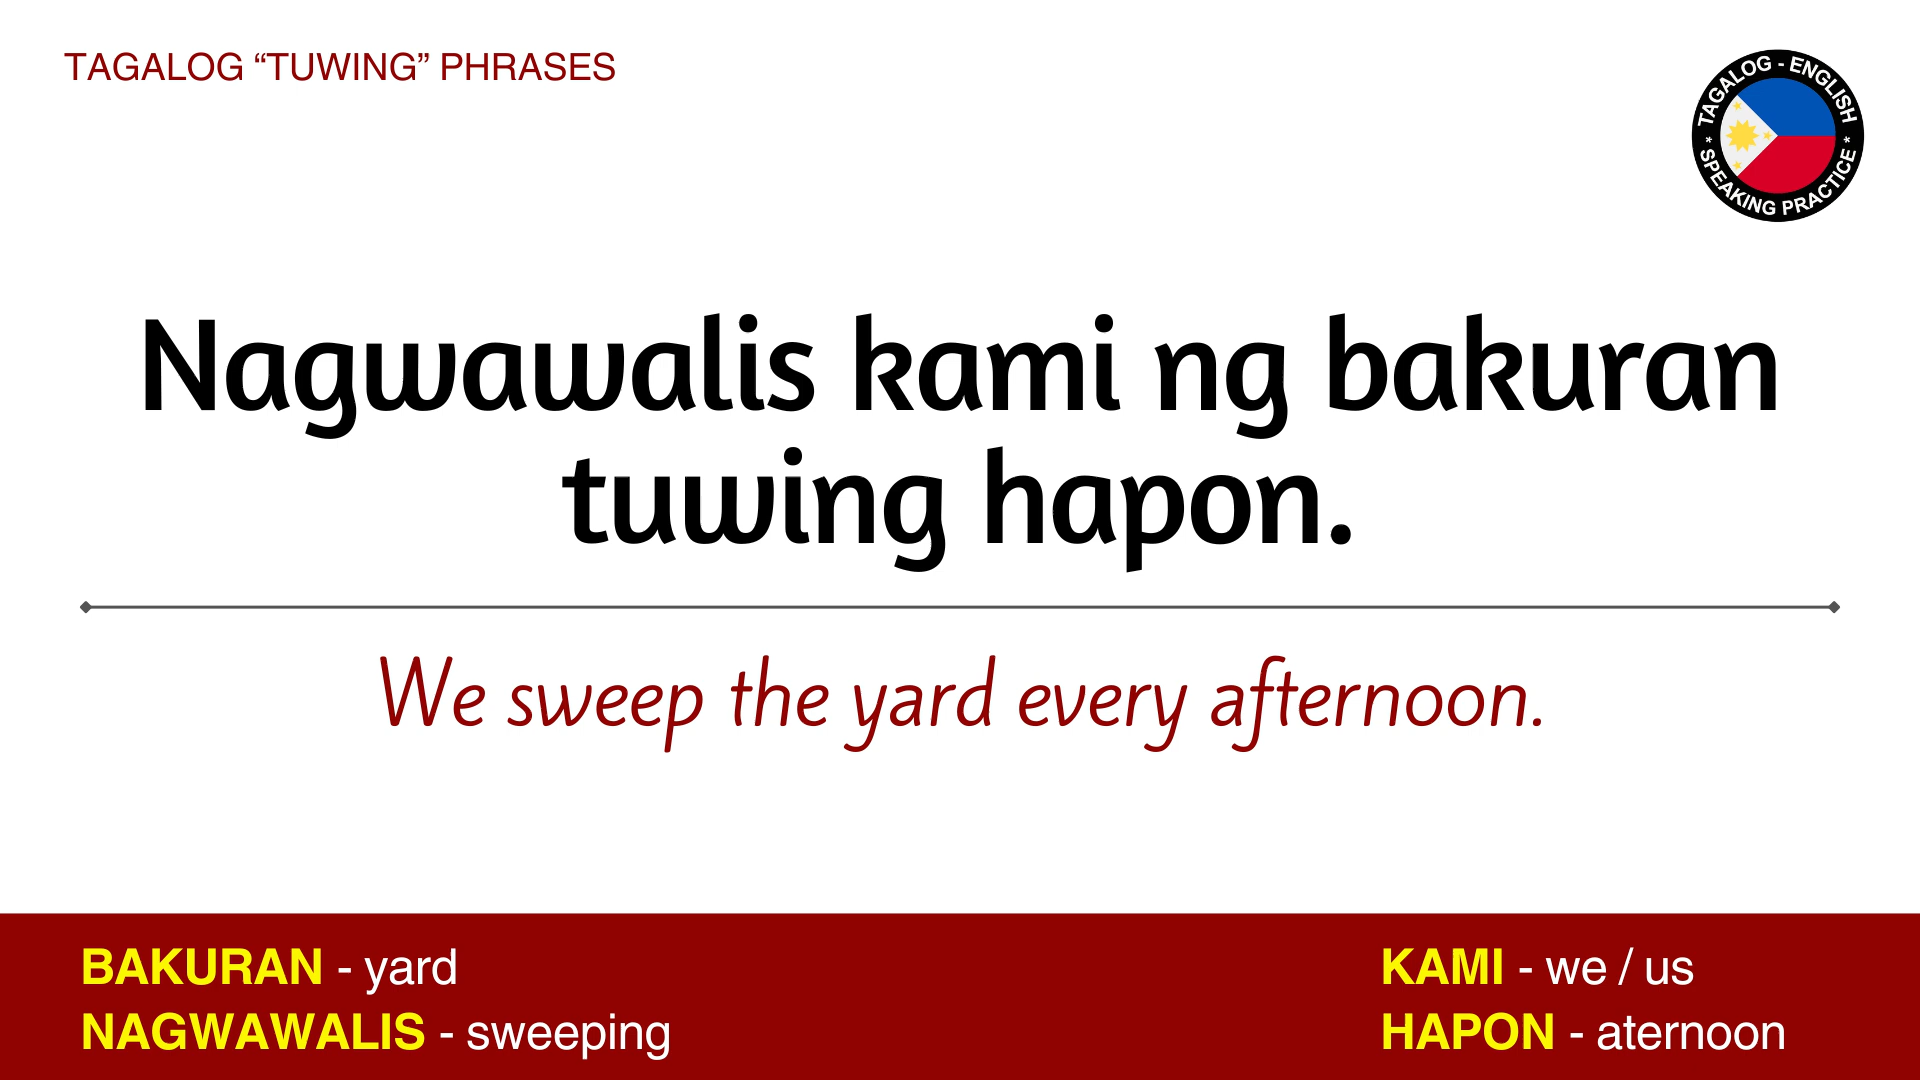 TAGALOG “TUWING” PHRASES
TAGALOG - ENGLISH
* SPEAKING PRACTICE *
Nagwawalis kami ng bakuran
tuwing hapon.
We sweep the yard every afternoon.
BAKURAN - yard
NAGWAWALIS - sweeping
KAMI - we / us
HAPON - aternoon